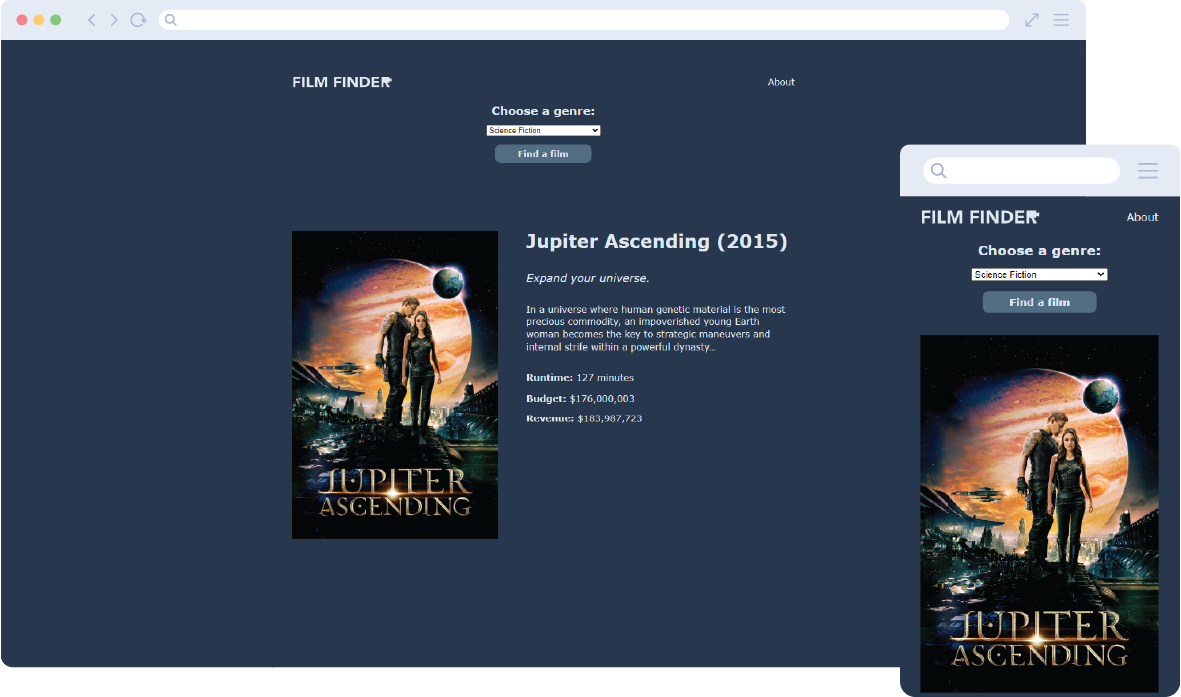 FILM FINDER
About
Choose a genre:
Science Fiction
Find a film
Jupiter Ascending (2015)
Expand your universe.
In a universe where human genetic material is the most
precious commodity, an impoverished young Earth
woman becomes the key to strategic maneuvers and
internal strife within a powerful dynasty...
Runtime: 127 minutes
Budget: $176,000,003
Revenue: $183,987,723
JUPITER
ASCENDING
FILM FINDER
About
Choose a genre:
Science Fiction
Find a film
JUPITER
ASCENDING